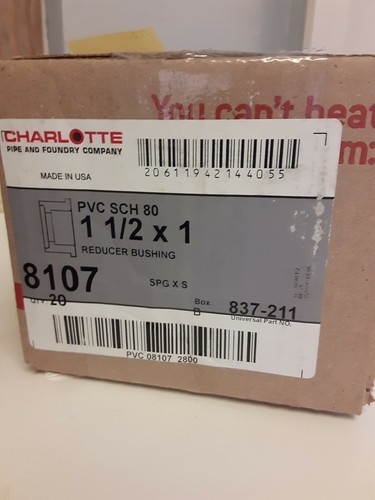 You can't beat
m:
CHARLOTTE
PIPE AND FOUNDRY COMPANY
MADE IN USA
20611942144055
PVC SCH 80
1 1/2 x 1
REDUCER BUSHING
8107
SPG X S
QTY 20
Box
B
837-211
Universal Part NO.
PVC 08107 2800